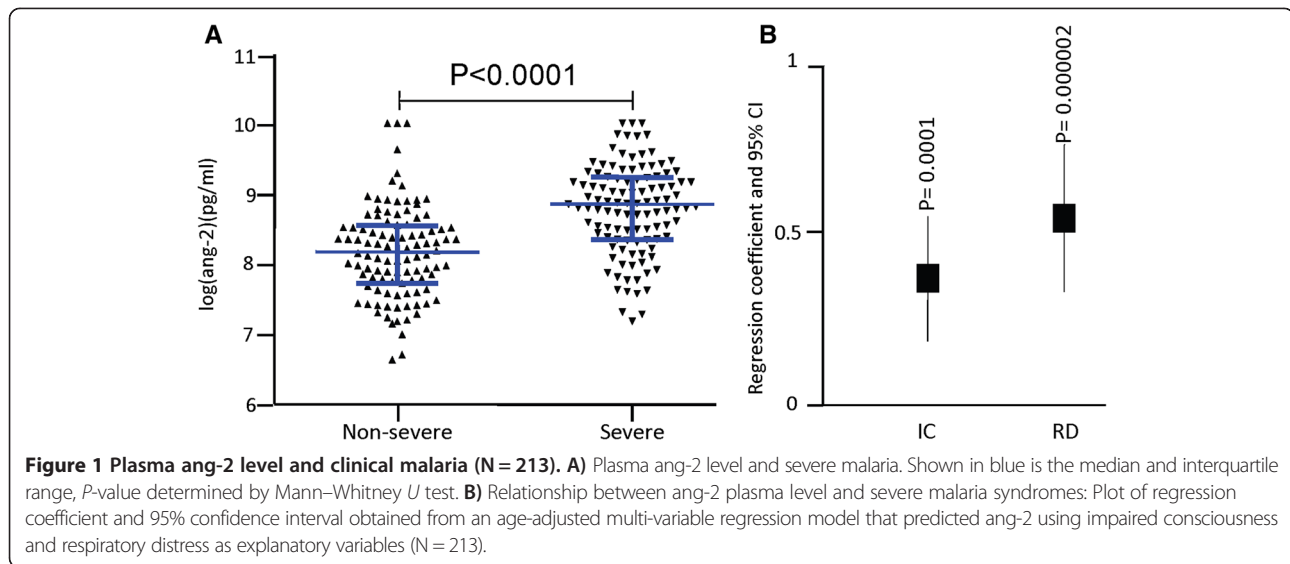 A
B
11
10
9
8
7
6
log(ang-2)(pg/ml)
P<0.0001
Non-severe
Severe
1
0.5
0
Regression coefficient and 95% CI
P= 0.0001
P= 0.000002
IC
RD
Figure 1 Plasma ang-2 level and clinical malaria (N = 213). A) Plasma ang-2 level and severe malaria. Shown in blue is the median and interquartile
range, P-value determined by Mann–Whitney U test. B) Relationship between ang-2 plasma level and severe malaria syndromes: Plot of regression
coefficient and 95% confidence interval obtained from an age-adjusted multi-variable regression model that predicted ang-2 using impaired consciousness
and respiratory distress as explanatory variables (N = 213).